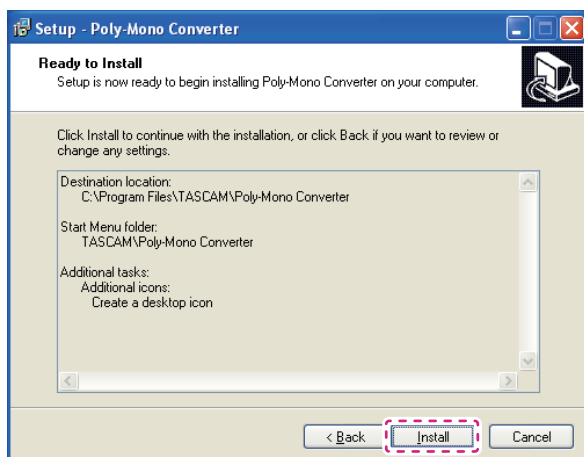 Setup - Poly-Mono Converter
Ready to Install
Setup is now ready to begin installing Poly-Mono Converter on your computer.
Click Install to continue with the installation, or click Back if you want to review or
change any settings.
Destination location:
C:\Program Files\TASCAM\Poly-Mono Converter
Start Menu folder:
TASCAM\Poly-Mono Converter
Additional tasks:
Additional icons:
Create a desktop icon
< Back
Install
Cancel